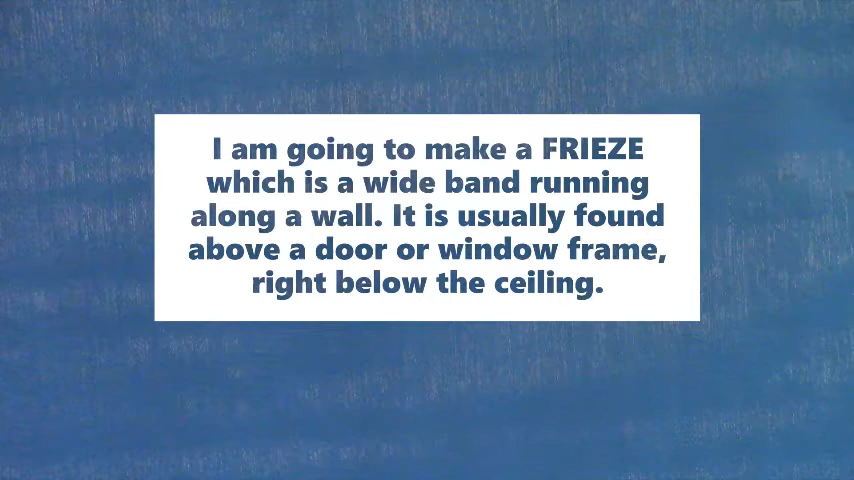 I am going to make a FRIEZE
which is a wide band running
along a wall. It is usually found
above a door or window frame,
right below the ceiling.